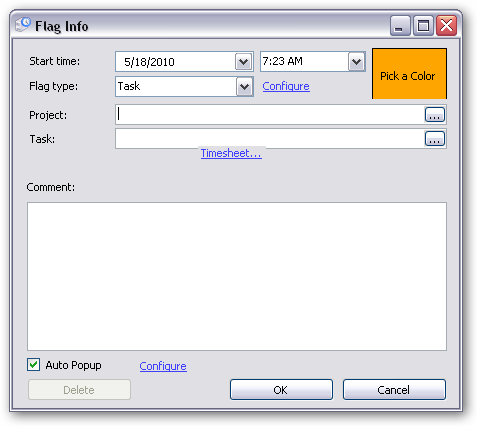 Flag Info
Start time: 5/18/2010 7:23 AM
Pick a Color
Flag type: Task Configure
Project: ...
Task: ...
Timesheet...
Comment:
Auto Popup Configure
Delete OK Cancel